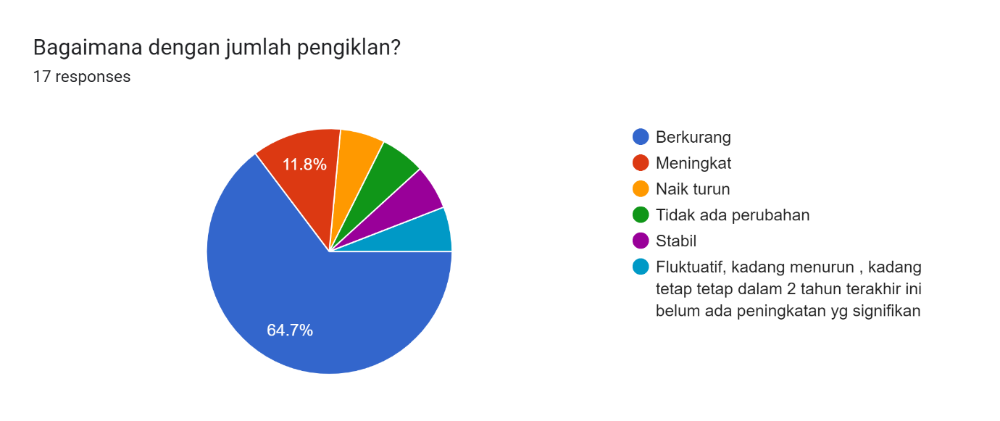 Bagaimana dengan jumlah pengiklan?
17 responses
11.8%
64.7%
Berkurang
Meningkat
Naik turun
Tidak ada perubahan
Stabil
Fluktuatif, kadang menurun , kadang
tetap tetap dalam 2 tahun terakhir ini
belum ada peningkatan yg signifikan